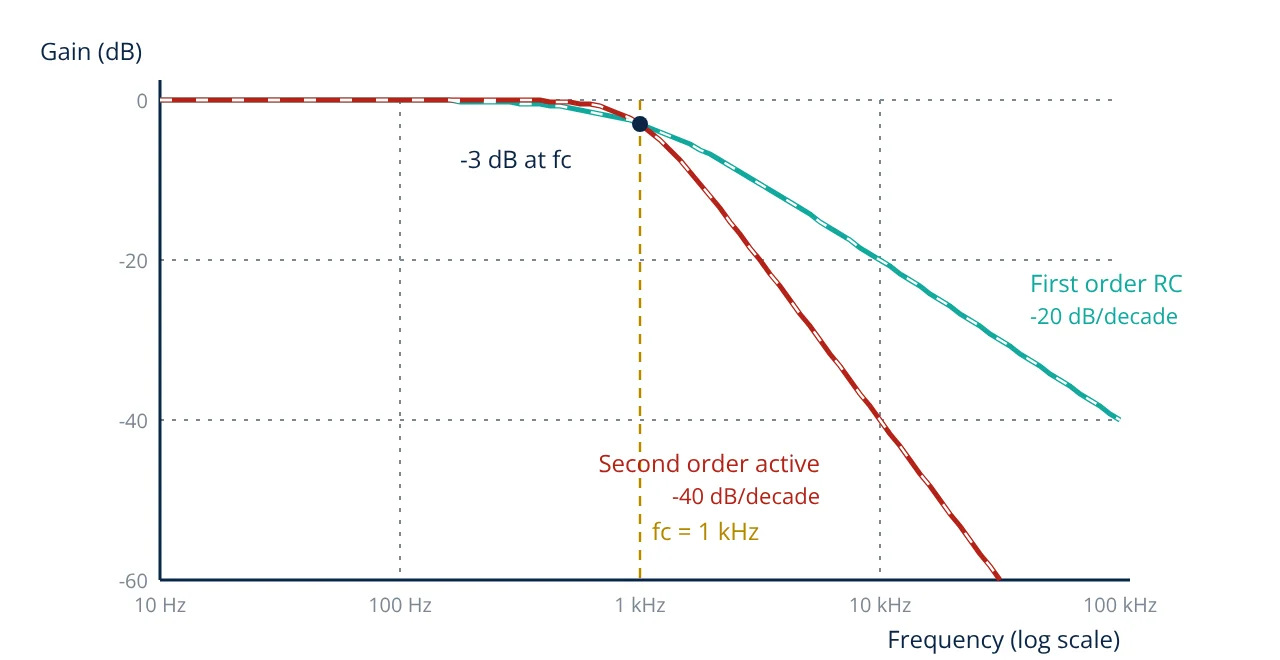 Gain (dB)
0
-3 dB at fc
-20
First order RC
-20 dB/decade
-40
Second order active
-40 dB/decade
fc = 1 kHz
-60
10 Hz
100 Hz
1 kHz
10 kHz
100 kHz
Frequency (log scale)